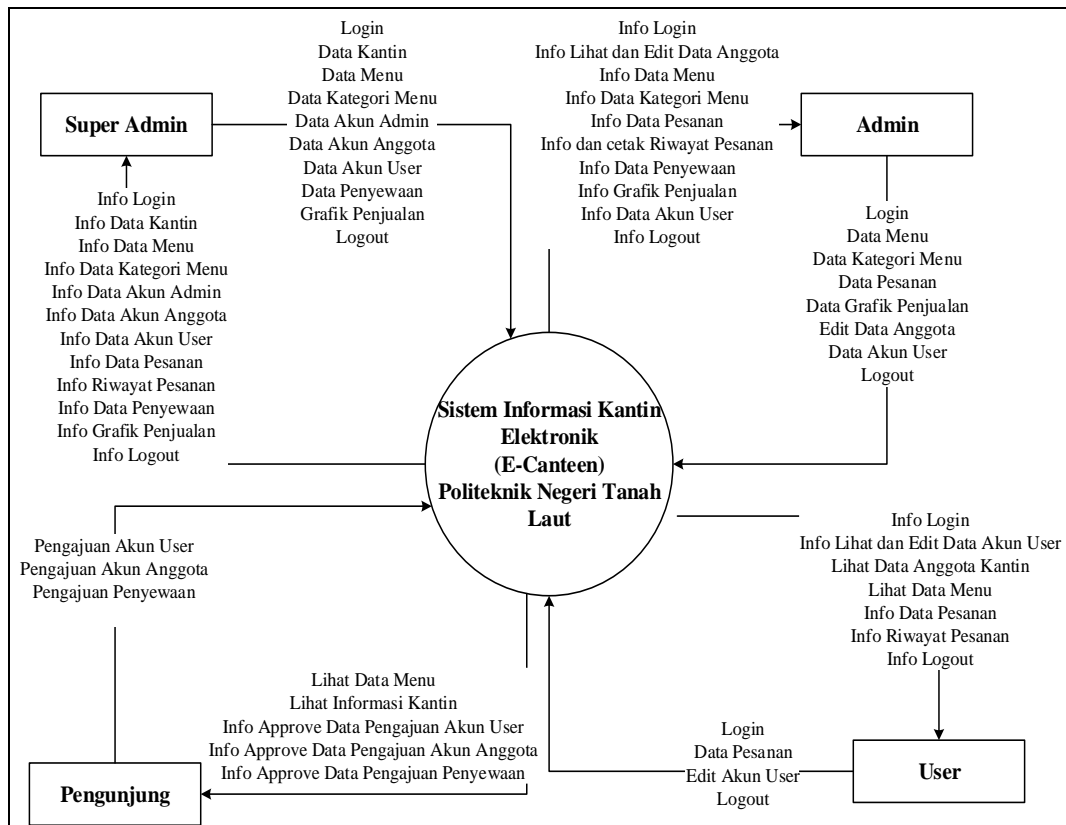 Login
Data Kantin
Data Menu
Data Kategori Menu
Data Akun Admin
Data Akun Anggota
Data Akun User
Data Penyewaan
Grafik Penjualan
Logout
Info Login
Info Lihat dan Edit Data Anggota
Info Data Menu
Info Data Kategori Menu
Info Data Pesanan
Info dan cetak Riwayat Pesanan
Info Data Penyewaan
Info Grafik Penjualan
Info Data Akun User
Info Logout
Super Admin
Admin
Info Login
Info Data Kantin
Info Data Menu
Info Data Kategori Menu
Info Data Akun Admin
Info Data Akun Anggota
Info Data Akun User
Info Data Pesanan
Info Riwayat Pesanan
Info Data Penyewaan
Info Grafik Penjualan
Info Logout
Login
Data Menu
Data Kategori Menu
Data Pesanan
Data Grafik Penjualan
Edit Data Anggota
Data Akun User
Logout
Sistem Informasi Kantin
Elektronik
(E-Canteen)
Politeknik Negeri Tanah
Laut
Pengajuan Akun User
Pengajuan Akun Anggota
Pengajuan Penyewaan
Info Login
Info Lihat dan Edit Data Akun User
Lihat Data Anggota Kantin
Lihat Data Menu
Info Data Pesanan
Info Riwayat Pesanan
Info Logout
Lihat Data Menu
Lihat Informasi Kantin
Info Approve Data Pengajuan Akun User
Info Approve Data Pengajuan Akun Anggota
Info Approve Data Pengajuan Penyewaan
Login
Data Pesanan
Edit Akun User
Logout
Pengunjung
User